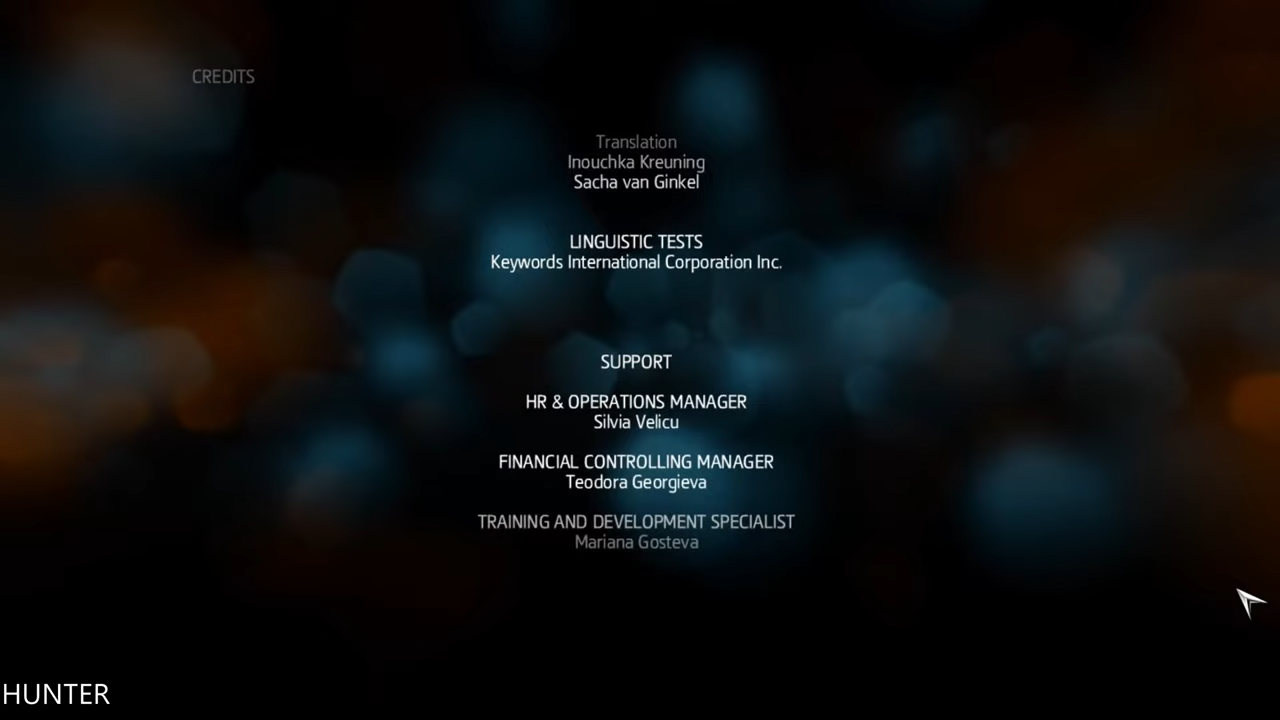 CREDITS
Translation
Inouchka Kreuning
Sacha van Ginkel
LINGUISTIC TESTS
Keywords International Corporation Inc.
SUPPORT
HR & OPERATIONS MANAGER
Silvia Velicu
FINANCIAL CONTROLLING MANAGER
Teodora Georgieva
TRAINING AND DEVELOPMENT SPECIALIST
Mariana Gosteva
HUNTER